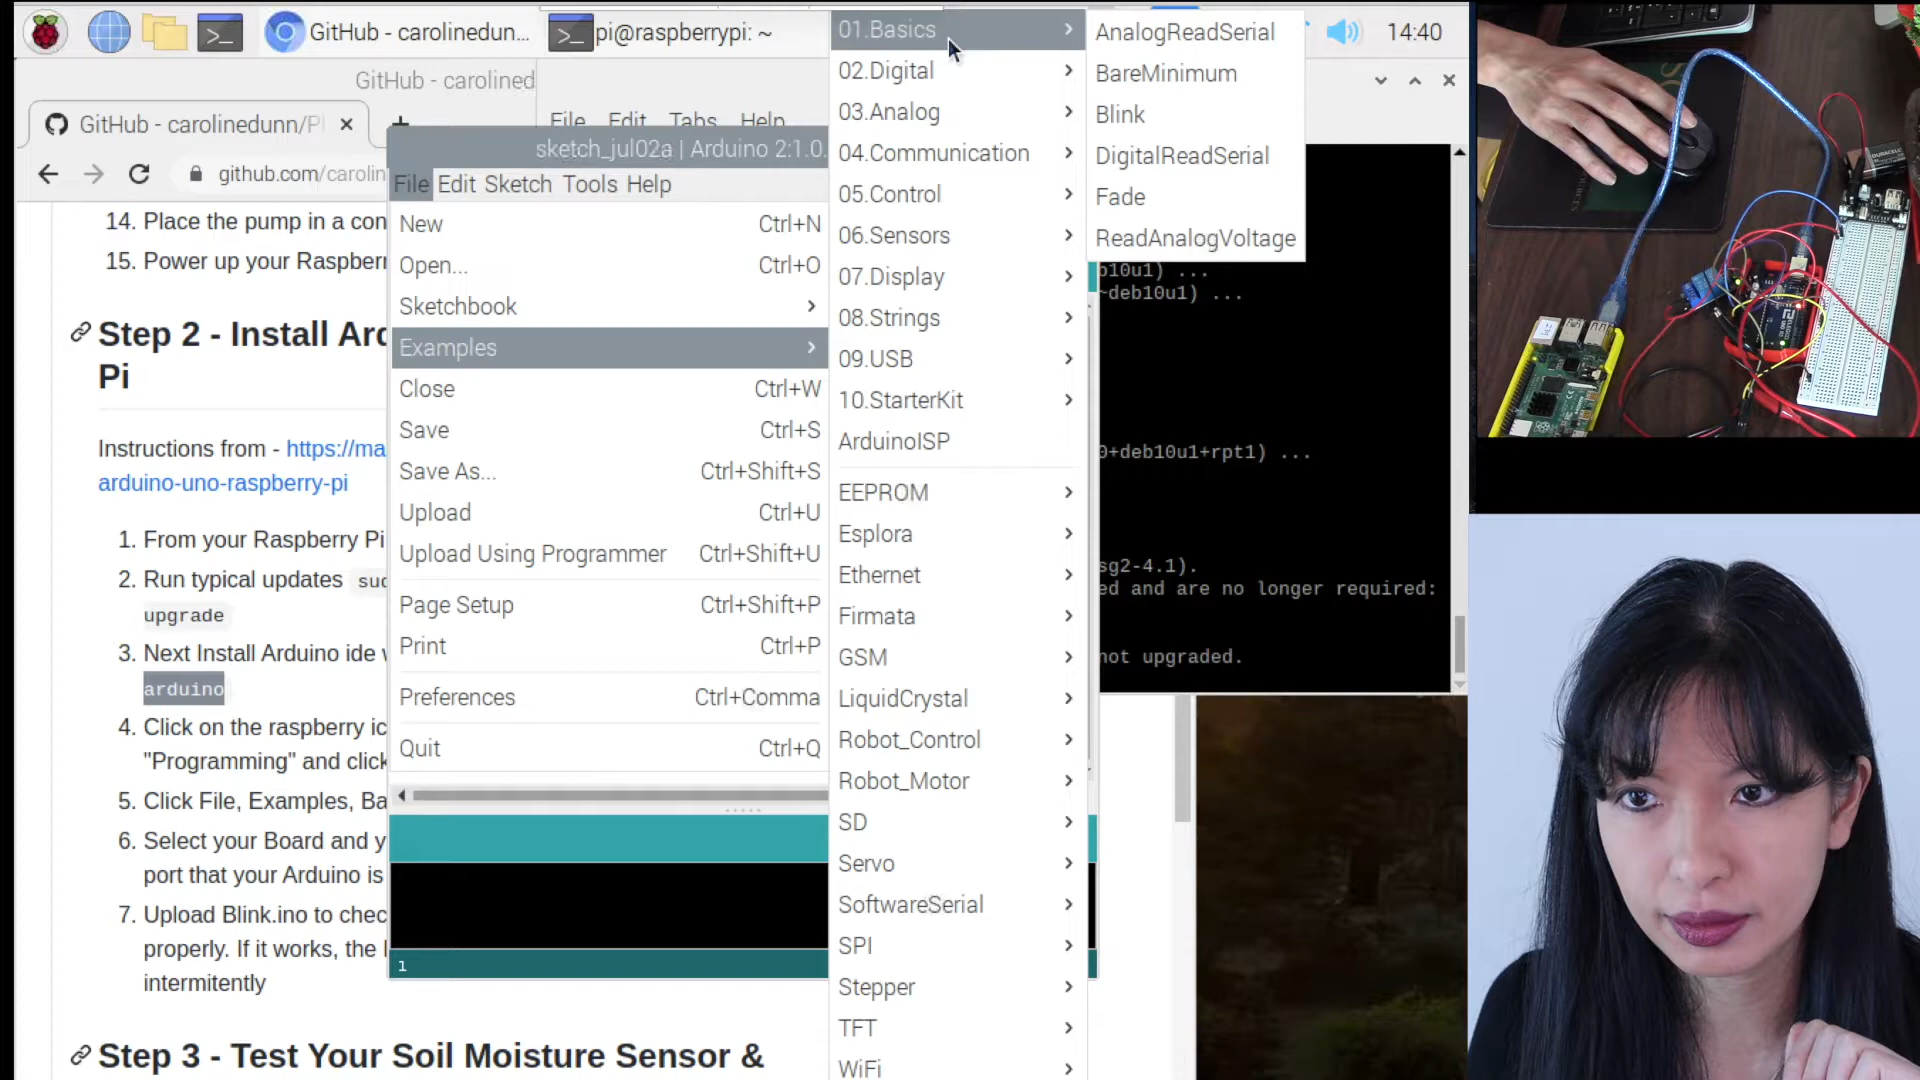 GitHub - carolinedun...
pi@raspberrypi: ~
14:40
GitHub - carolined
GitHub - carolinedunn/Pl
File Edit Tabs Help
github.com/carolin
14. Place the pump in a con
15. Power up your Raspberr
Step 2 - Install Ard
Pi
Instructions from - https://ma
arduino-uno-raspberry-pi
1. From your Raspberry Pi
2. Run typical updates sud
upgrade
3. Next Install Arduino ide w
arduino
4. Click on the raspberry ic
"Programming" and click
5. Click File, Examples, Ba
6. Select your Board and y
port that your Arduino is
7. Upload Blink.ino to chec
properly. If it works, the l
intermitently
Step 3 - Test Your Soil Moisture Sensor &
sketch_jul02a | Arduino 2:1.0.
File Edit Sketch Tools Help
New Ctrl+N
Open... Ctrl+O
Sketchbook
Examples
Close Ctrl+W
Save Ctrl+S
Save As... Ctrl+Shift+S
Upload Ctrl+U
Upload Using Programmer Ctrl+Shift+U
Page Setup Ctrl+Shift+P
Print Ctrl+P
Preferences Ctrl+Comma
Quit Ctrl+Q
1
01.Basics
02.Digital
03.Analog
04.Communication
05.Control
06.Sensors
07.Display
08.Strings
09.USB
10.StarterKit
ArduinoISP
EEPROM
Esplora
Ethernet
Firmata
GSM
LiquidCrystal
Robot_Control
Robot_Motor
SD
Servo
SoftwareSerial
SPI
Stepper
TFT
WiFi
AnalogReadSerial
BareMinimum
Blink
DigitalReadSerial
Fade
ReadAnalogVoltage
b10u1) ...
~deb10u1) ...
0+deb10u1+rpt1) ...
sg2-4.1).
ed and are no longer required:
not upgraded.
DURACELL